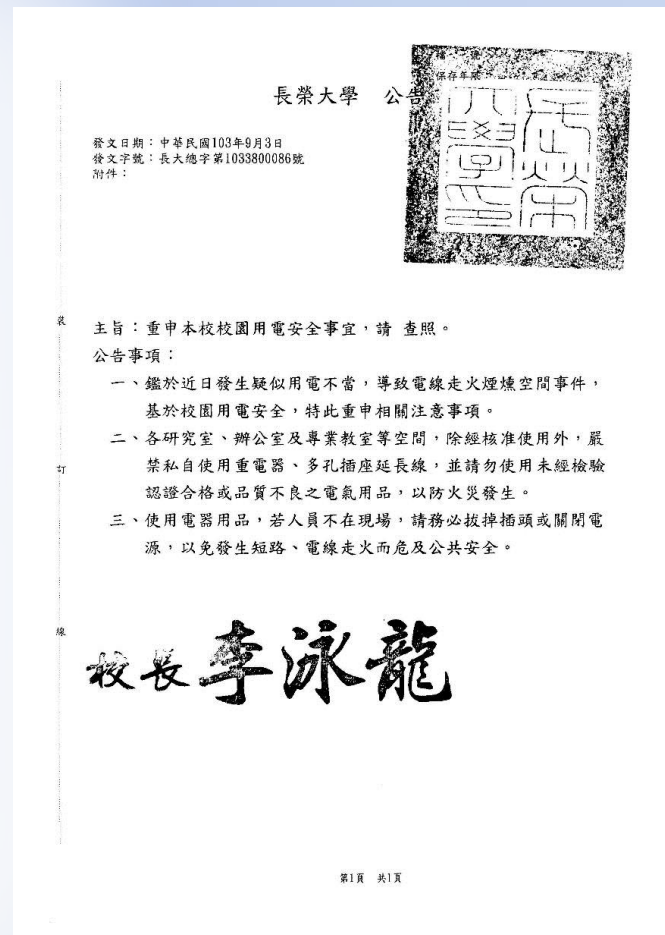 保存年限
長榮大學 公告
長榮大學印
發文日期：中華民國103年9月3日
發文字號：長大總字第1033800086號
附件：
主旨：重申本校校園用電安全事宜，請 查照。
公告事項：
一、鑑於近日發生疑似用電不當，導致電線走火煙燻空間事件，
基於校園用電安全，特此重申相關注意事項。
二、各研究室、辦公室及專業教室等空間，除經核准使用外，嚴
禁私自使用重電器、多孔插座延長線，並請勿使用未經檢驗
認證合格或品質不良之電氣用品，以防火災發生。
三、使用電器用品，若人員不在現場，請務必拔掉插頭或關閉電
源，以免發生短路、電線走火而危及公共安全。
裝
訂
線
校長 李泳龍
第1頁 共1頁